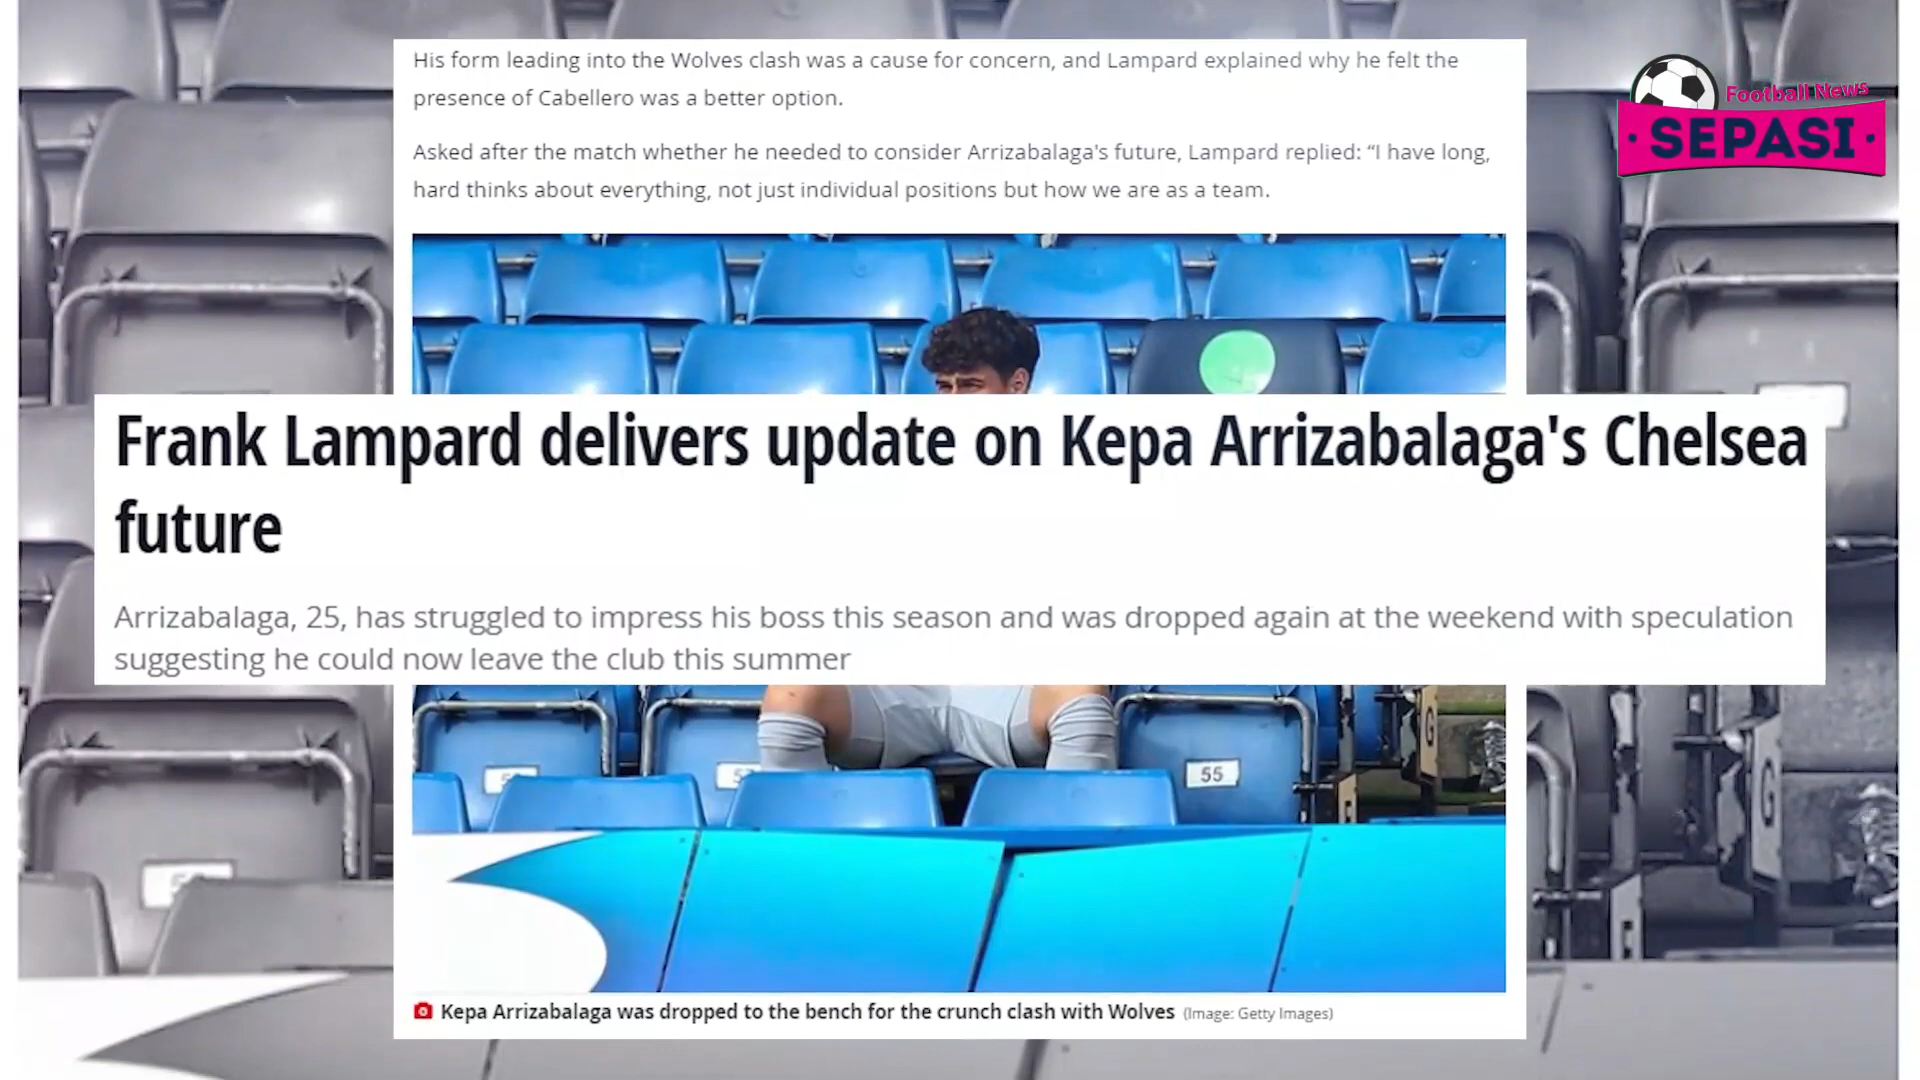 His form leading into the Wolves clash was a cause for concern, and Lampard explained why he felt the
presence of Cabellero was a better option.
Asked after the match whether he needed to consider Arrizabalaga's future, Lampard replied: “I have long,
hard thinks about everything, not just individual positions but how we are as a team.
Football News
· SEPASI ·
Frank Lampard delivers update on Kepa Arrizabalaga's Chelsea
future
Arrizabalaga, 25, has struggled to impress his boss this season and was dropped again at the weekend with speculation
suggesting he could now leave the club this summer
55
G
G
Kepa Arrizabalaga was dropped to the bench for the crunch clash with Wolves (Image: Getty Images)